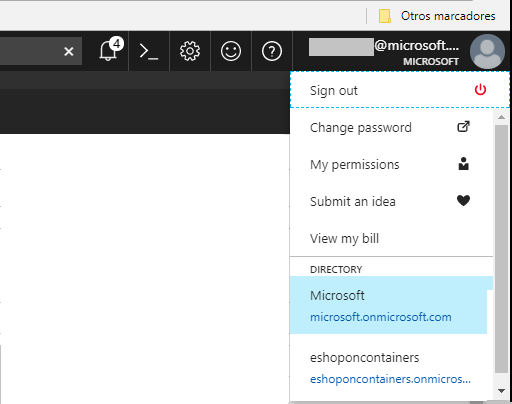 Otros marcadores
4
@microsoft....
MICROSOFT
Sign out
Change password
My permissions
Submit an idea
View my bill
DIRECTORY
Microsoft
microsoft.onmicrosoft.com
eshoponcontainers
eshoponcontainers.onmicros...